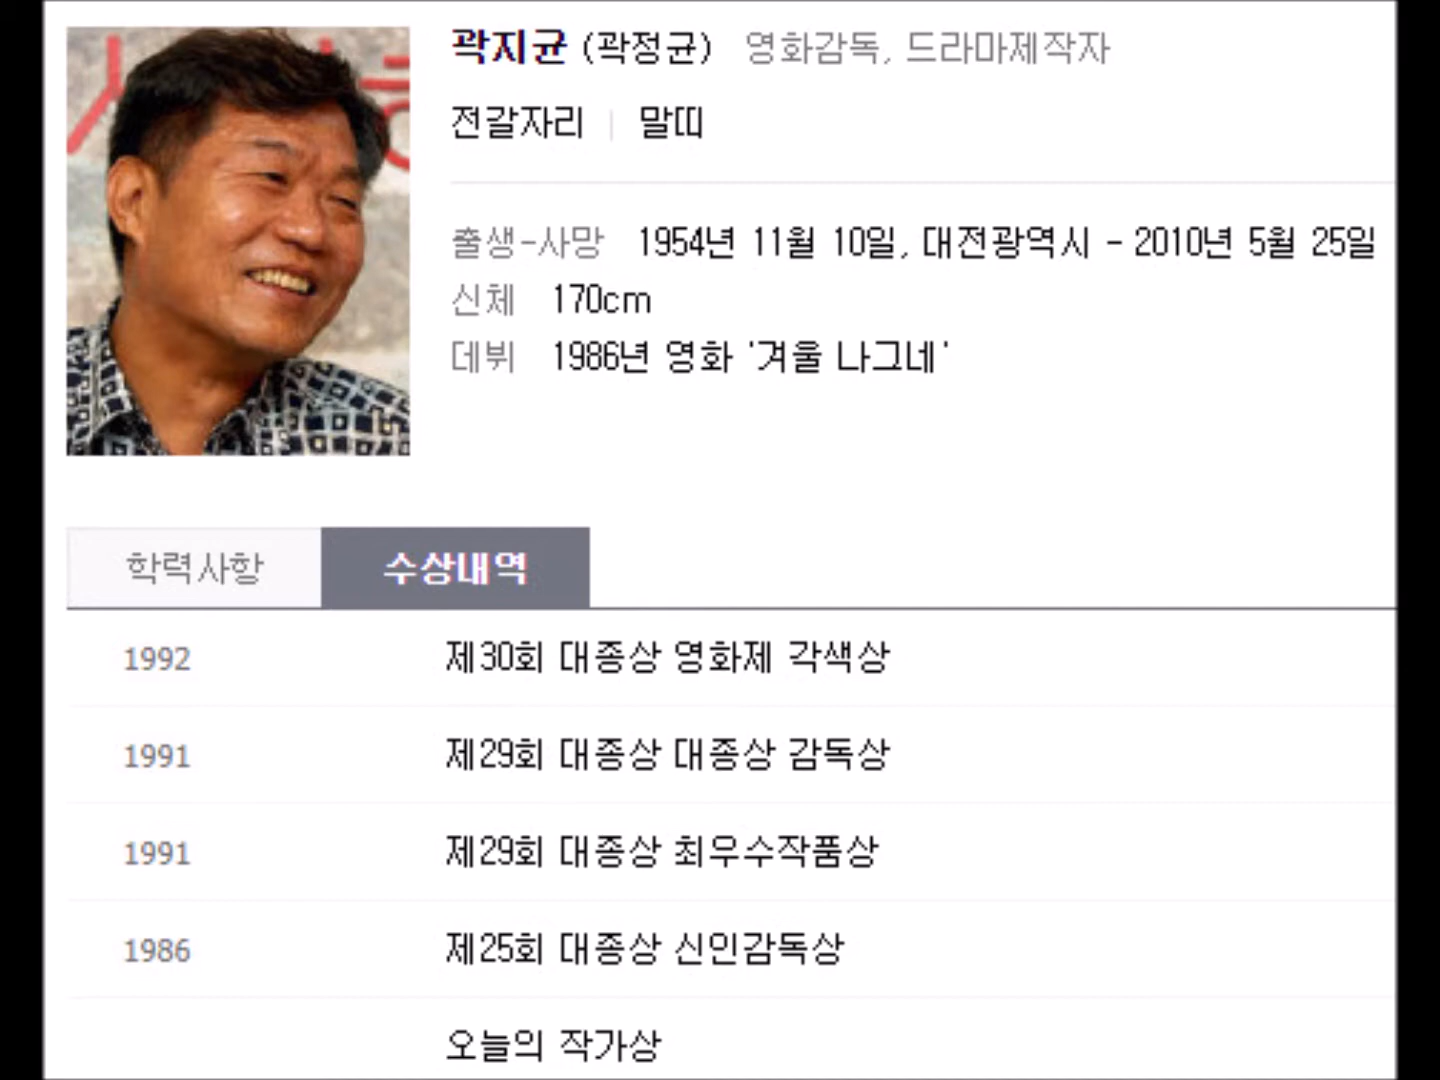 곽지균 (곽정균) 영화감독, 드라마제작자
전갈자리 | 말띠
출생-사망 1954년 11월 10일, 대전광역시 - 2010년 5월 25일
신체 170cm
데뷔 1986년 영화 '겨울 나그네'
학력사항 수상내역
1992 제30회 대종상 영화제 각색상
1991 제29회 대종상 대종상 감독상
1991 제29회 대종상 최우수작품상
1986 제25회 대종상 신인감독상
오늘의 작가상